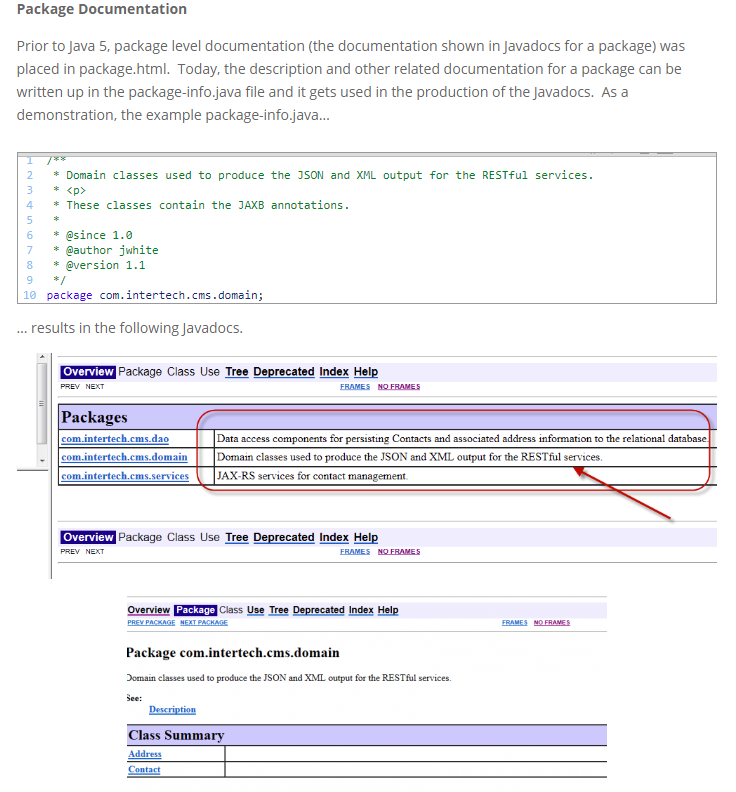 Package Documentation
Prior to Java 5, package level documentation (the documentation shown in Javadocs for a package) was
placed in package.html.  Today, the description and other related documentation for a package can be
written up in the package-info.java file and it gets used in the production of the Javadocs.  As a
demonstration, the example package-info.java...
1 /**
2  * Domain classes used to produce the JSON and XML output for the RESTful services.
3  * <p>
4  * These classes contain the JAXB annotations.
5  *
6  * @since 1.0
7  * @author jwhite
8  * @version 1.1
9  */
10 package com.intertech.cms.domain;
... results in the following Javadocs.
Overview Package Class Use Tree Deprecated Index Help
PREV NEXT FRAMES NO FRAMES
Packages
com.intertech.cms.dao Data access components for persisting Contacts and associated address information to the relational database.
com.intertech.cms.domain Domain classes used to produce the JSON and XML output for the RESTful services.
com.intertech.cms.services JAX-RS services for contact management.
Overview Package Class Use Tree Deprecated Index Help
PREV NEXT FRAMES NO FRAMES
Overview Package Class Use Tree Deprecated Index Help
PREV PACKAGE NEXT PACKAGE FRAMES NO FRAMES
Package com.intertech.cms.domain
Domain classes used to produce the JSON and XML output for the RESTful services.
See:
Description
Class Summary
Address
Contact